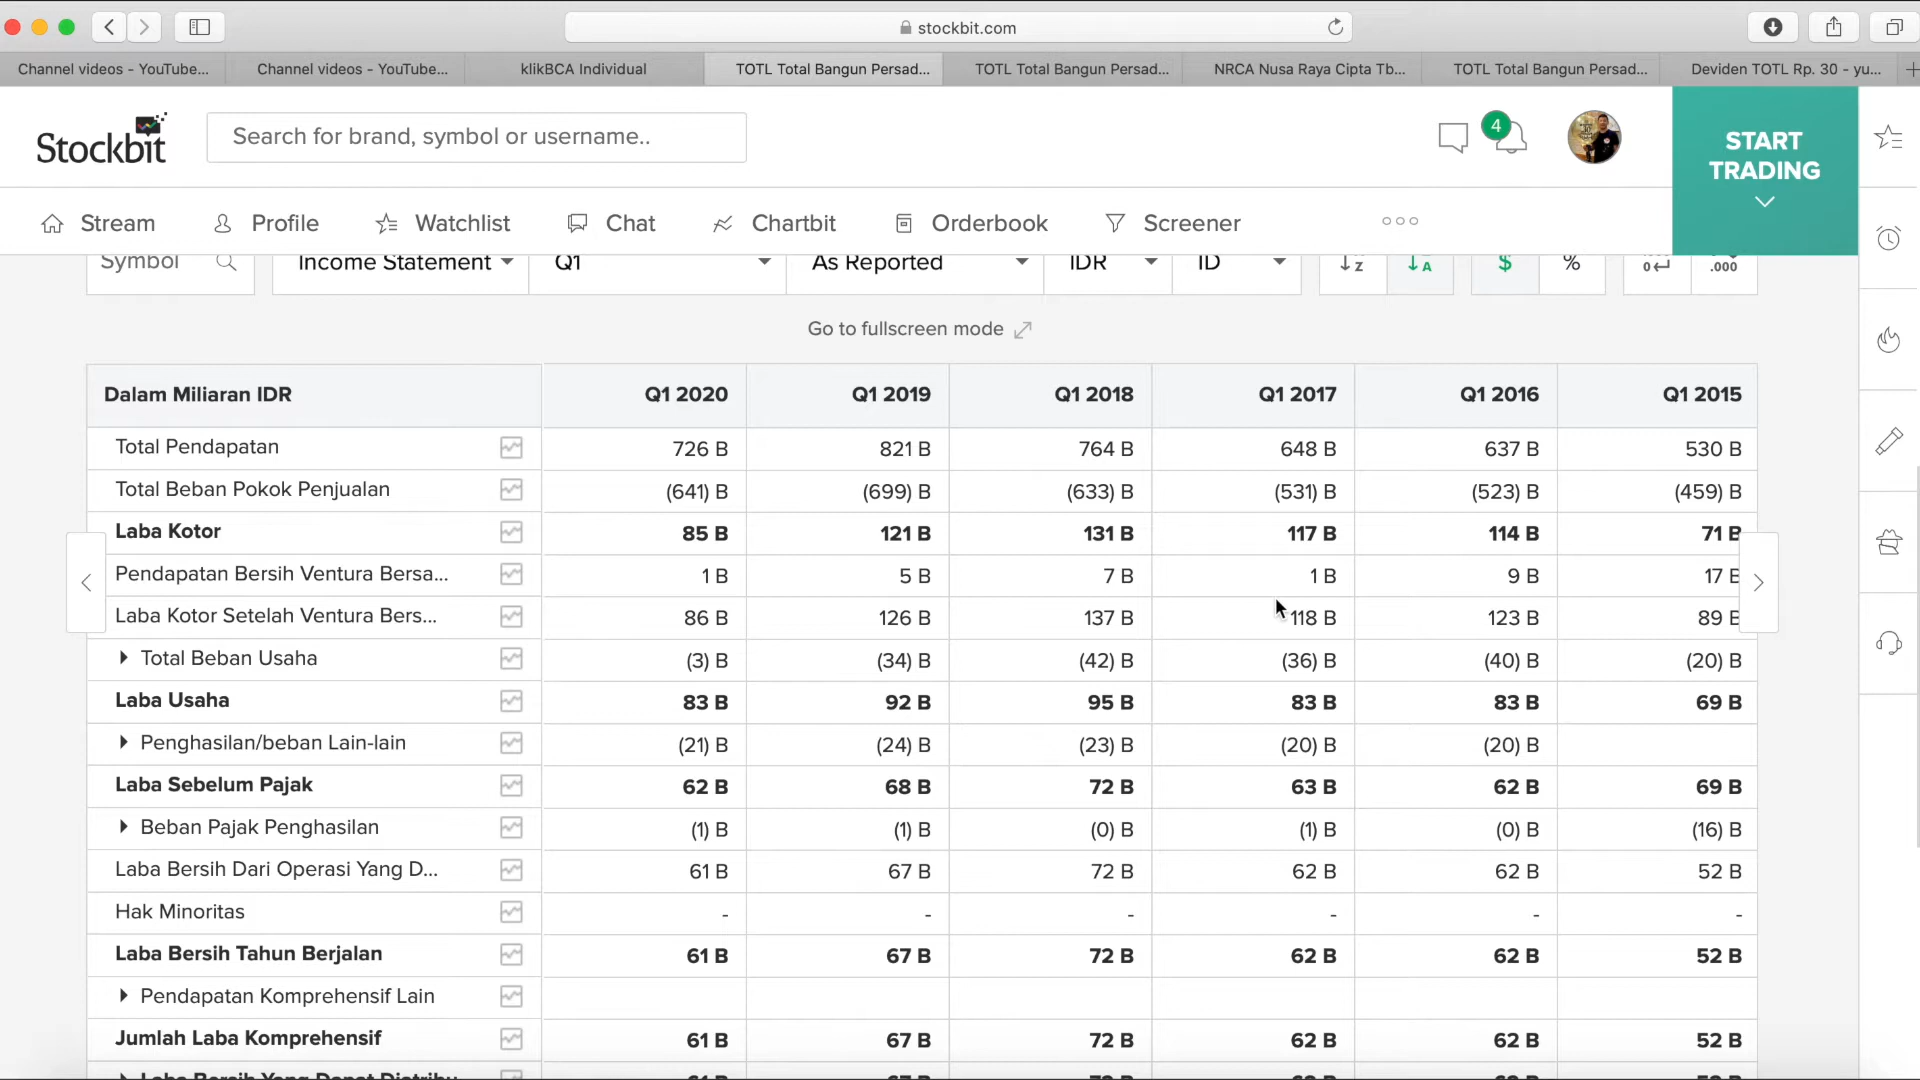 stockbit.com
Channel videos - YouTube...
Channel videos - YouTube...
klikBCA Individual
TOTL Total Bangun Persad...
TOTL Total Bangun Persad...
NRCA Nusa Raya Cipta Tb...
TOTL Total Bangun Persad...
Deviden TOTL Rp. 30 - yu...
Stockbit
Search for brand, symbol or username..
4
START
TRADING
Stream Profile Watchlist Chat Chartbit Orderbook Screener
Symbol Income Statement Q1 As Reported IDR ID Z A $ % 0 .000
Go to fullscreen mode
Dalam Miliaran IDR Q1 2020 Q1 2019 Q1 2018 Q1 2017 Q1 2016 Q1 2015
Total Pendapatan 726 B 821 B 764 B 648 B 637 B 530 B
Total Beban Pokok Penjualan (641) B (699) B (633) B (531) B (523) B (459) B
Laba Kotor 85 B 121 B 131 B 117 B 114 B 71 B
Pendapatan Bersih Ventura Bersa... 1 B 5 B 7 B 1 B 9 B 17 B
Laba Kotor Setelah Ventura Bers... 86 B 126 B 137 B 118 B 123 B 89 B
Total Beban Usaha (3) B (34) B (42) B (36) B (40) B (20) B
Laba Usaha 83 B 92 B 95 B 83 B 83 B 69 B
Penghasilan/beban Lain-lain (21) B (24) B (23) B (20) B (20) B
Laba Sebelum Pajak 62 B 68 B 72 B 63 B 62 B 69 B
Beban Pajak Penghasilan (1) B (1) B (0) B (1) B (0) B (16) B
Laba Bersih Dari Operasi Yang D... 61 B 67 B 72 B 62 B 62 B 52 B
Hak Minoritas - - - - - -
Laba Bersih Tahun Berjalan 61 B 67 B 72 B 62 B 62 B 52 B
Pendapatan Komprehensif Lain
Jumlah Laba Komprehensif 61 B 67 B 72 B 62 B 62 B 52 B